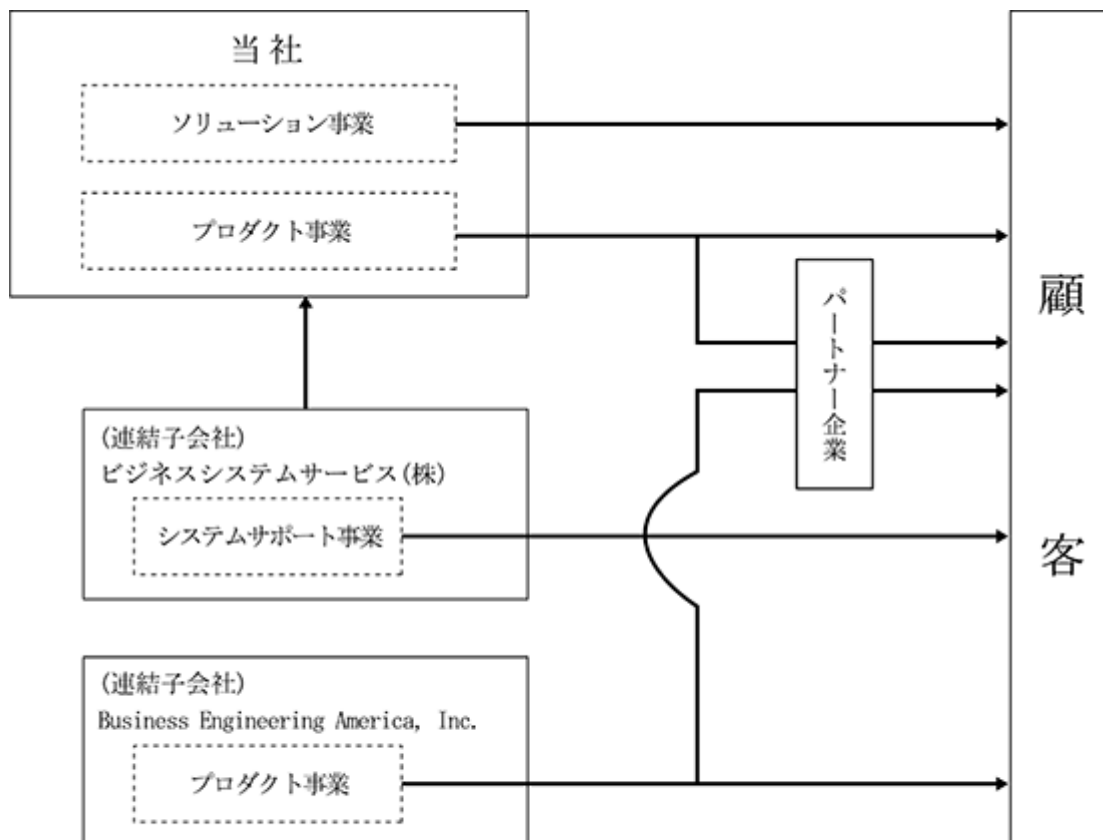 当社
ソリューション事業
プロダクト事業
パートナー企業
顧客
(連結子会社)
ビジネスシステムサービス(株)
システムサポート事業
(連結子会社)
Business Engineering America, Inc.
プロダクト事業